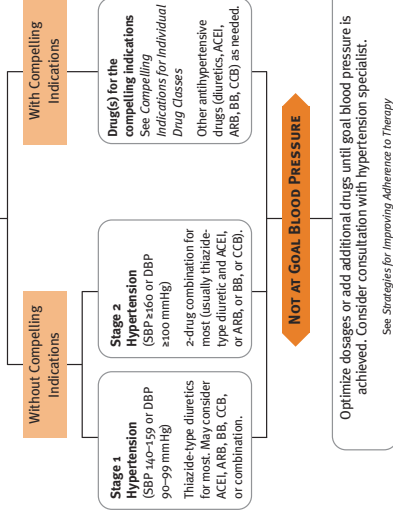 Without Compelling
Indications
With Compelling
Indications
Stage 1
Hypertension
(SBP 140–159 or DBP
90–99 mmHg)
Thiazide-type diuretics
for most. May consider
ACEI, ARB, BB, CCB,
or combination.
Stage 2
Hypertension
(SBP ≥160 or DBP
≥100 mmHg)
2-drug combination for
most (usually thiazide-
type diuretic and ACEI,
or ARB, or BB, or CCB).
Drug(s) for the
compelling indications
See Compelling
Indications for Individual
Drug Classes
Other antihypertensive
drugs (diuretics, ACEI,
ARB, BB, CCB) as needed.
Not at Goal Blood Pressure
Optimize dosages or add additional drugs until goal blood pressure is
achieved. Consider consultation with hypertension specialist.
See Strategies for Improving Adherence to Therapy